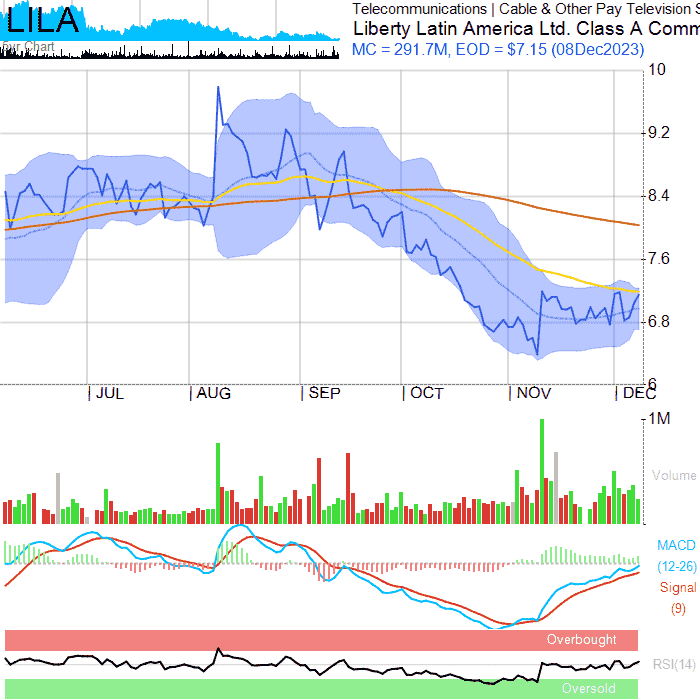 LILA
5yr Chart
Telecommunications | Cable & Other Pay Television S
Liberty Latin America Ltd. Class A Comm
MC = 291.7M, EOD = $7.15 (08Dec2023)
10
9.2
8.4
7.6
6.8
6
JUL AUG SEP OCT NOV DEC
1M
Volume
MACD
(12-26)
Signal
(9)
Overbought
RSI(14)
Oversold